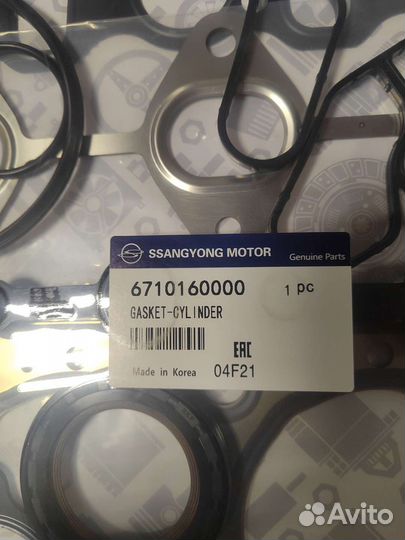 SSANGYONG MOTOR
Genuine Parts
6710160000 1 pc
GASKET-CYLINDER
EAC
Made in Korea 04F21
Avito